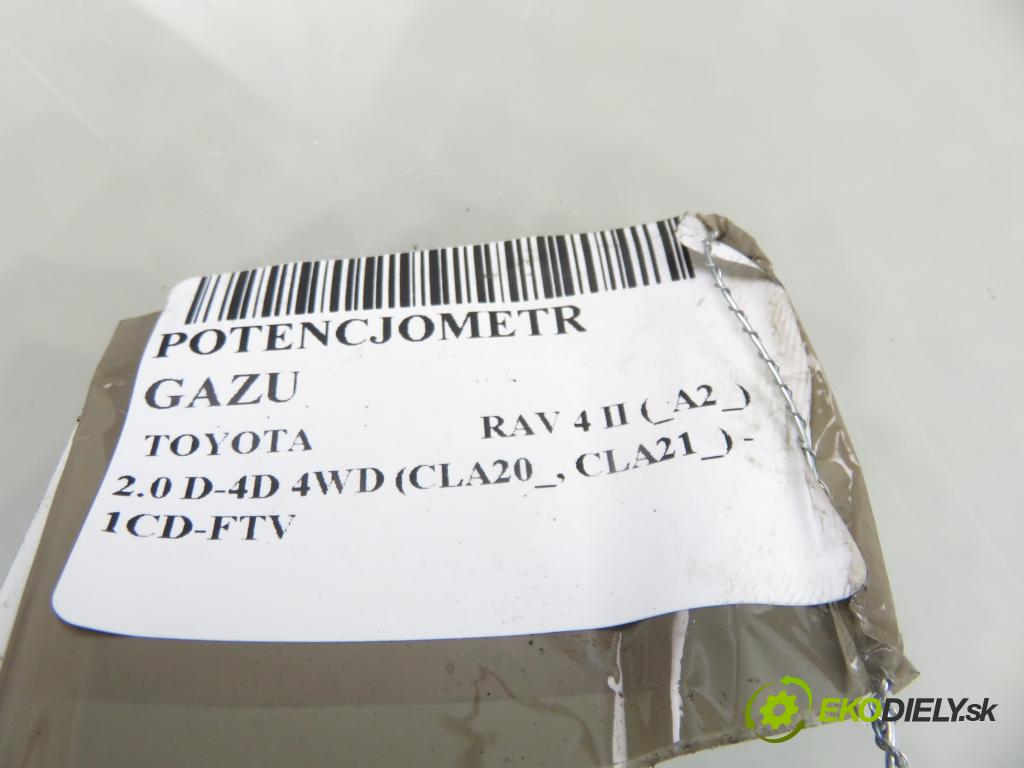 POTENCJOMETR
GAZU
TOYOTA RAV 4 II (_A2_)
2.0 D-4D 4WD (CLA20_, CLA21_) -
1CD-FTV
EKODIELY.sk